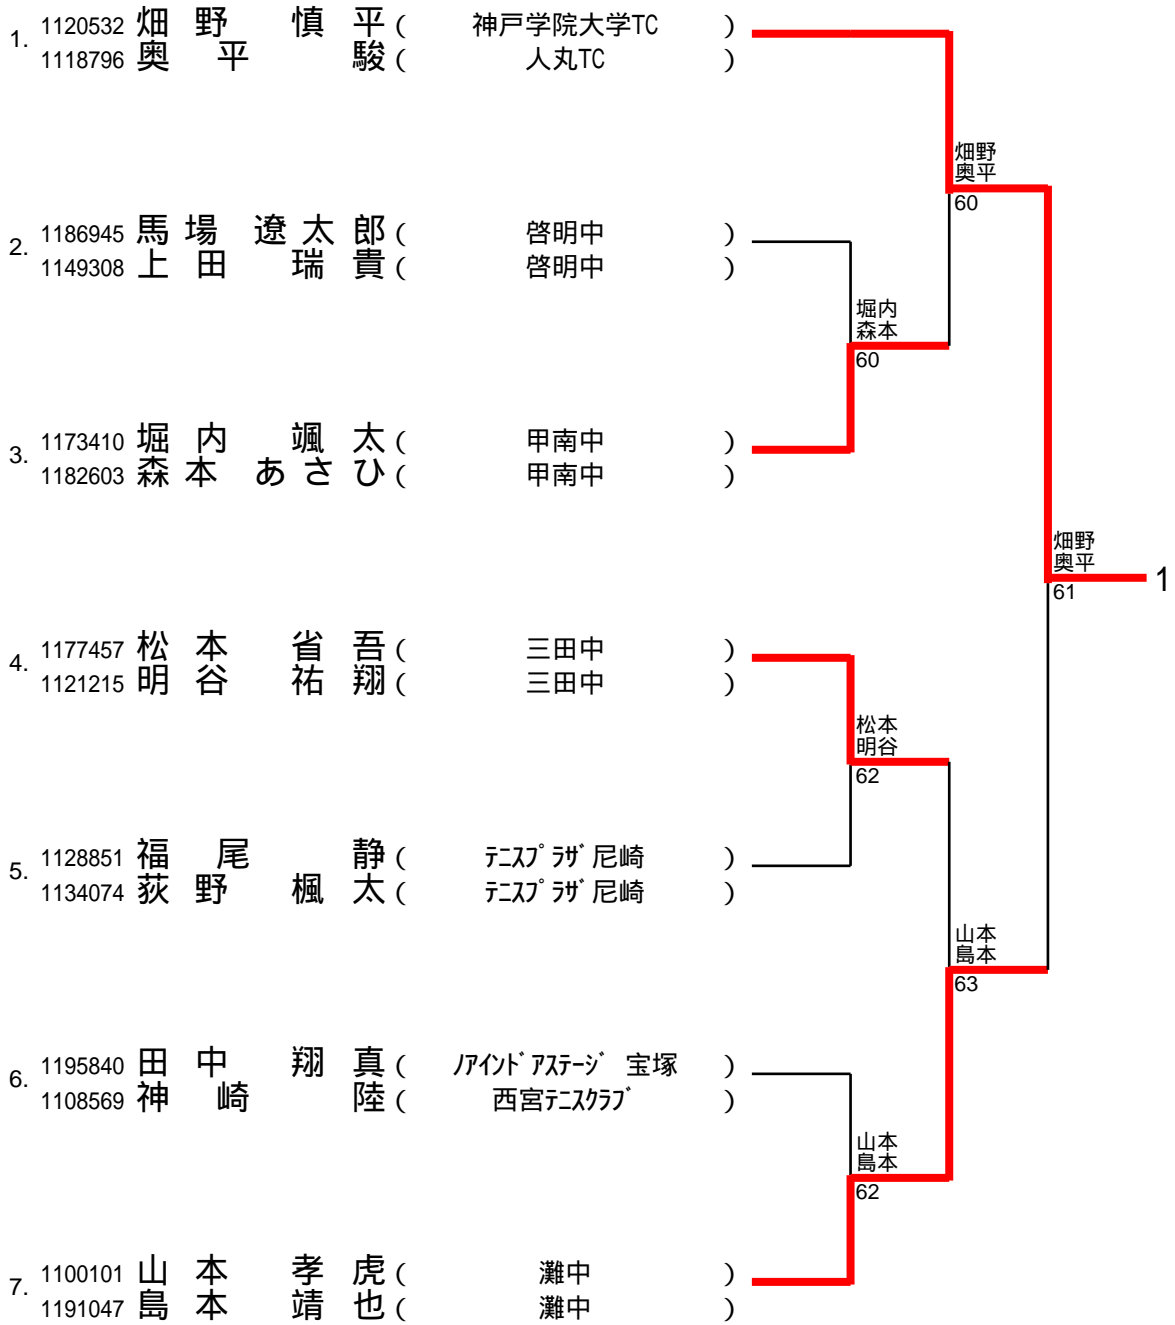 1. 1120532 畑野 慎平 ( 神戸学院大学TC )
1118796 奥平 駿 ( 人丸TC )
畑野
奥平
60
2. 1186945 馬場 遼太郎 ( 啓明中 )
1149308 上田 瑞貴 ( 啓明中 )
堀内
森本
60
3. 1173410 堀内 颯太 ( 甲南中 )
1182603 森本 あさひ ( 甲南中 )
畑野
奥平
61
1
4. 1177457 松本 省吾 ( 三田中 )
1121215 明谷 祐翔 ( 三田中 )
松本
明谷
62
5. 1128851 福尾 静 ( ﾃﾆｽﾌﾟﾗｻﾞ尼崎 )
1134074 荻野 楓太 ( ﾃﾆｽﾌﾟﾗｻﾞ尼崎 )
山本
島本
63
6. 1195840 田中 翔真 ( ﾉｱｲﾝﾄﾞｱｽﾃｰｼﾞ 宝塚 )
1108569 神崎 陸 ( 西宮ﾃﾆｽｸﾗﾌﾞ )
山本
島本
62
7. 1100101 山本 孝虎 ( 灘中 )
1191047 島本 靖也 ( 灘中 )